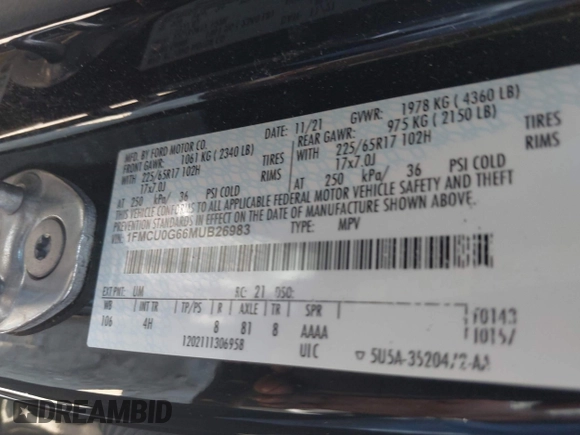 MFD. BY FORD MOTOR CO.
DATE: 11/21 GVWR: 1978 KG ( 4360 LB)
FRONT GAWR: 1061 KG ( 2340 LB) REAR GAWR: 975 KG ( 2150 LB)
WITH 225/65R17 102H TIRES WITH 225/65R17 102H TIRES
17x7.0J RIMS 17x7.0J RIMS
AT 250 kPa/ 36 PSI COLD AT 250 kPa/ 36 PSI COLD
THIS VEHICLE CONFORMS TO ALL APPLICABLE FEDERAL MOTOR VEHICLE SAFETY AND THEFT
PREVENTION STANDARDS IN EFFECT ON THE DATE OF MANUFACTURE SHOWN ABOVE.
VIN: 1FMCU0G66MUB26983 TYPE: MPV
EXT PNT: UM RC: 21 DSO:
WB INT TR TP/PS R AXLE TR SPR
106 4H 8 81 8 AAAA
12021113069S8 UIC
DREAMBID